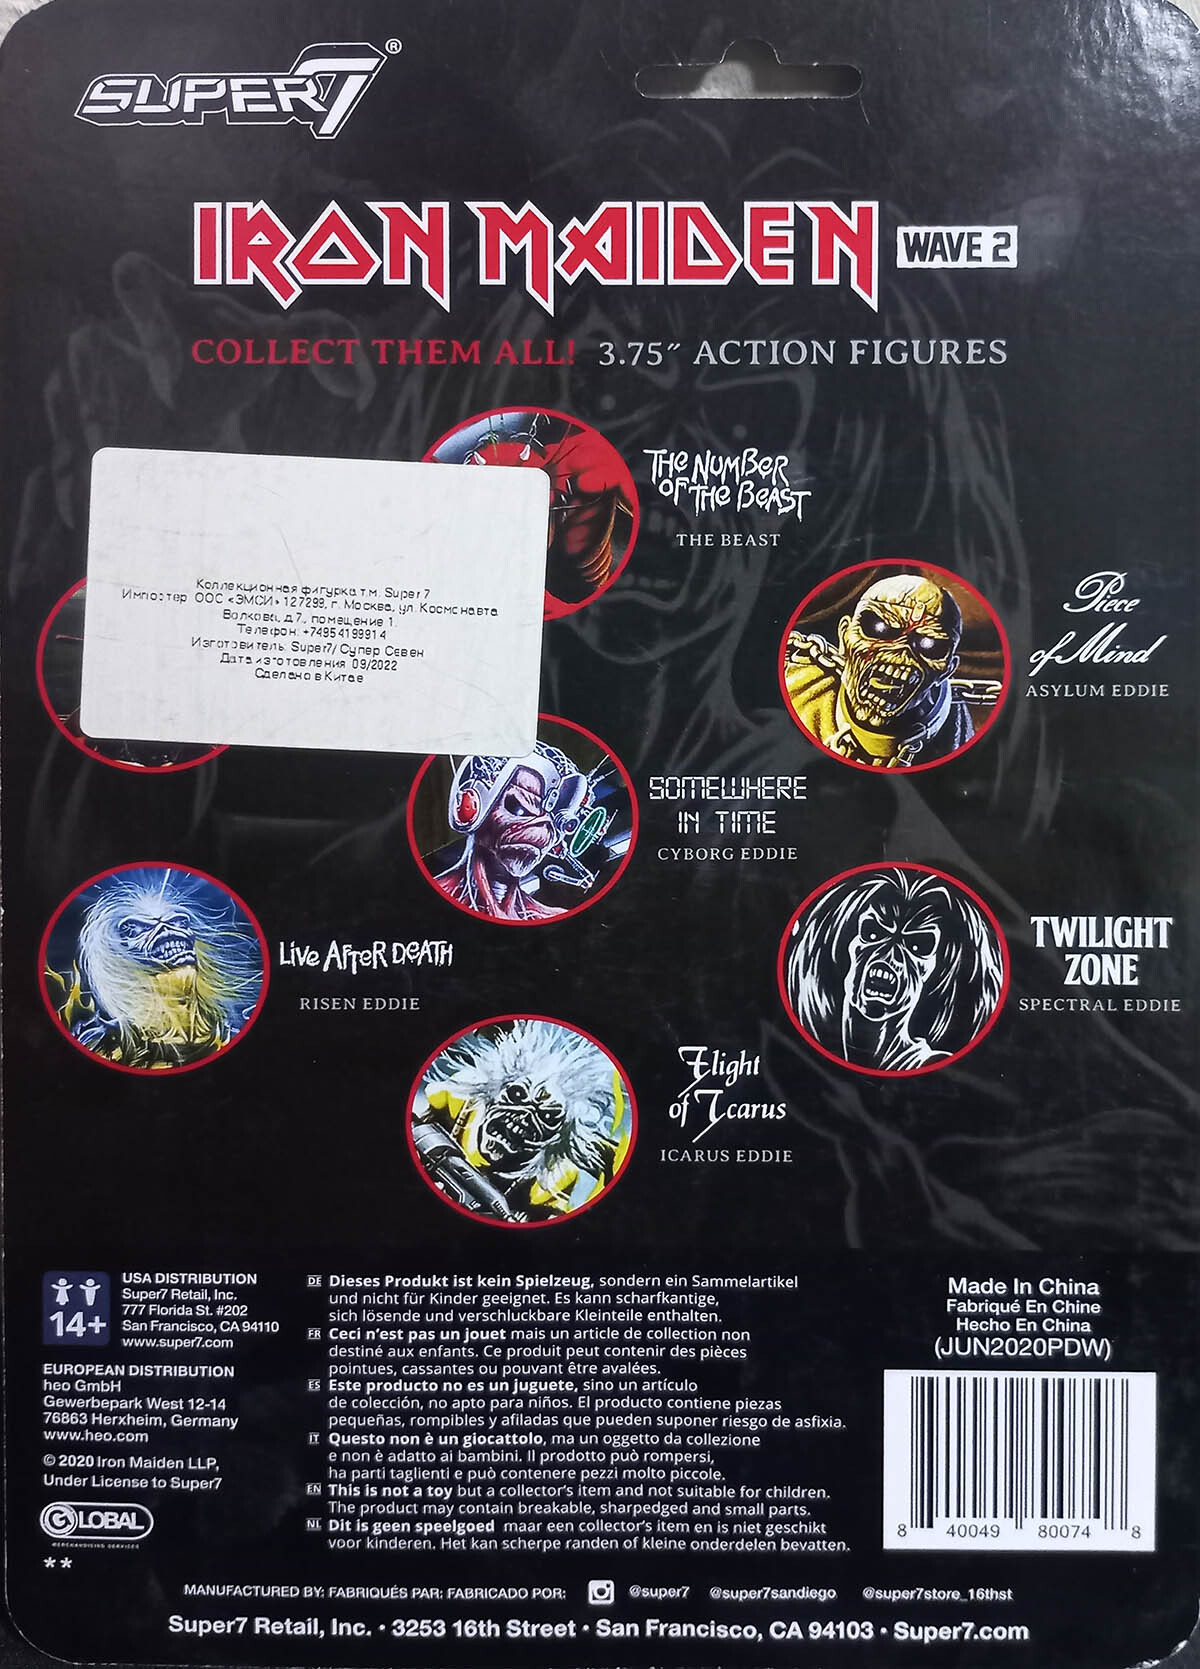 SUPER7®
IRON MAIDEN WAVE 2
COLLECT THEM ALL! 3.75″ ACTION FIGURES
THE NUMBER
OF THE BEAST
THE BEAST
Коллекционная фигурка т.м. Super7
Импортер ООО «ЭМСИ» 127299, г. Москва, ул. Космонавта
Волкова, д.7., помещение 1.
Телефон: +74954199914
Изготовитель Super7/ Супер Севен
Дата изготовления 09/2022
Сделано в Китае
Piece
of Mind
ASYLUM EDDIE
SOMEWHERE
IN TIME
CYBORG EDDIE
LIVE AFTER DEATH
RISEN EDDIE
TWILIGHT
ZONE
SPECTRAL EDDIE
Flight
of Icarus
ICARUS EDDIE
14+
USA DISTRIBUTION
Super7 Retail, Inc.
777 Florida St. #202
San Francisco, CA 94110
www.super7.com
EUROPEAN DISTRIBUTION
heo GmbH
Gewerbepark West 12-14
76863 Herxheim, Germany
www.heo.com
© 2020 Iron Maiden LLP,
Under License to Super7
GLOBAL
MERCHANDISING SERVICES
**
DE Dieses Produkt ist kein Spielzeug, sondern ein Sammelartikel
und nicht für Kinder geeignet. Es kann scharfkantige,
sich lösende und verschluckbare Kleinteile enthalten.
FR Ceci n'est pas un jouet mais un article de collection non
destiné aux enfants. Ce produit peut contenir des pièces
pointues, cassantes ou pouvant être avalées.
ES Este producto no es un juguete, sino un artículo
de colección, no apto para niños. El producto contiene piezas
pequeñas, rompibles y afiladas que pueden suponer riesgo de asfixia.
IT Questo non è un giocattolo, ma un oggetto da collezione
e non è adatto ai bambini. Il prodotto può rompersi,
ha parti taglienti e può contenere pezzi molto piccole.
EN This is not a toy but a collector's item and not suitable for children.
The product may contain breakable, sharpedged and small parts.
NL Dit is geen speelgoed maar een collector's item en is niet geschikt
voor kinderen. Het kan scherpe randen of kleine onderdelen bevatten.
Made In China
Fabriqué En Chine
Hecho En China
(JUN2020PDW)
8 40049 80074 8
MANUFACTURED BY: FABRIQUÉS PAR: FABRICADO POR: @super7 @super7sandiego @super7store_16thst
Super7 Retail, Inc. • 3253 16th Street • San Francisco, CA 94103 • Super7.com